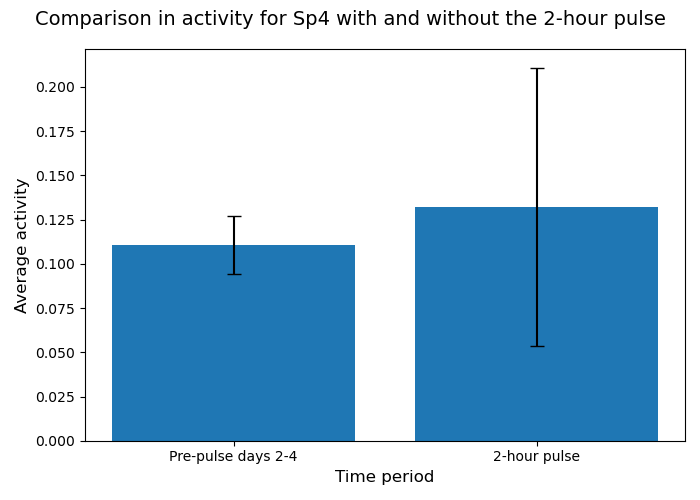 Comparison in activity for Sp4 with and without the 2-hour pulse
Average activity
0.200
0.175
0.150
0.125
0.100
0.075
0.050
0.025
0.000
Pre-pulse days 2-4
2-hour pulse
Time period